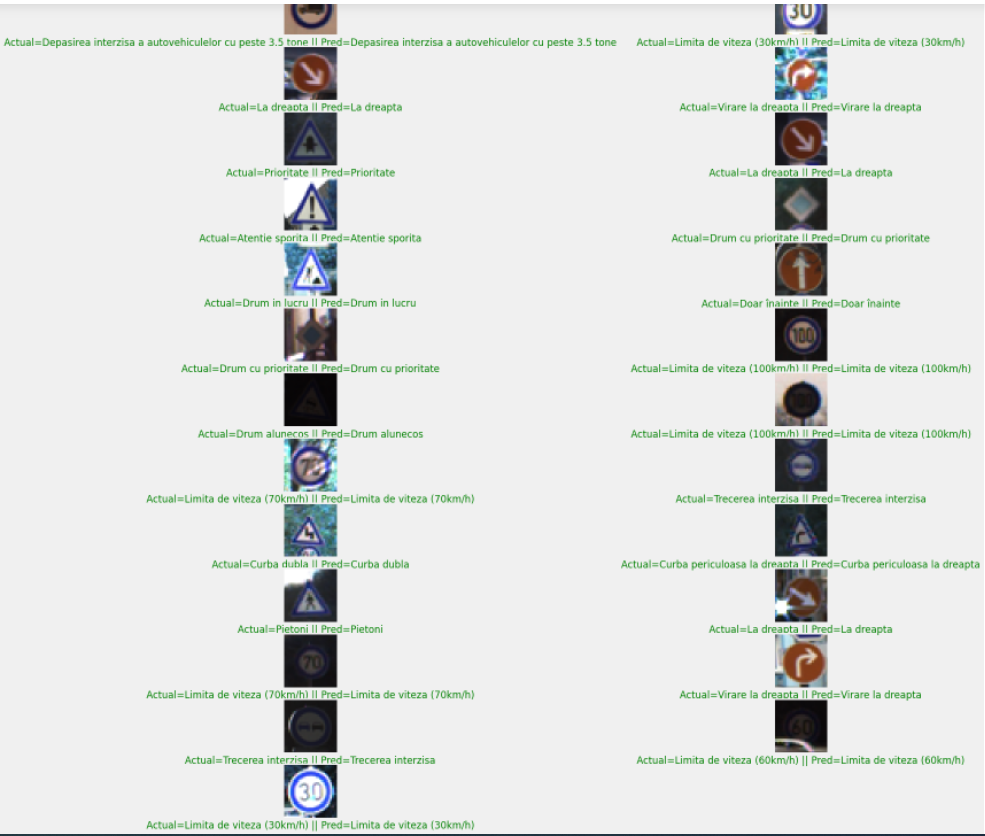 30
Actual=Depasirea interzisa a autovehiculelor cu peste 3.5 tone || Pred=Depasirea interzisa a autovehiculelor cu peste 3.5 tone
Actual=Limita de viteza (30km/h) || Pred=Limita de viteza (30km/h)
Actual=La dreapta || Pred=La dreapta
Actual=Virare la dreapta || Pred=Virare la dreapta
Actual=Prioritate || Pred=Prioritate
Actual=La dreapta || Pred=La dreapta
Actual=Atentie sporita || Pred=Atentie sporita
Actual=Drum cu prioritate || Pred=Drum cu prioritate
Actual=Drum in lucru || Pred=Drum in lucru
Actual=Doar înainte || Pred=Doar înainte
100
Actual=Drum cu prioritate || Pred=Drum cu prioritate
Actual=Limita de viteza (100km/h) || Pred=Limita de viteza (100km/h)
Actual=Drum alunecos || Pred=Drum alunecos
Actual=Limita de viteza (100km/h) || Pred=Limita de viteza (100km/h)
70
Actual=Limita de viteza (70km/h) || Pred=Limita de viteza (70km/h)
Actual=Trecerea interzisa || Pred=Trecerea interzisa
Actual=Curba dubla || Pred=Curba dubla
Actual=Curba periculoasa la dreapta || Pred=Curba periculoasa la dreapta
Actual=Pietoni || Pred=Pietoni
Actual=La dreapta || Pred=La dreapta
70
Actual=Limita de viteza (70km/h) || Pred=Limita de viteza (70km/h)
Actual=Virare la dreapta || Pred=Virare la dreapta
60
Actual=Trecerea interzisa || Pred=Trecerea interzisa
Actual=Limita de viteza (60km/h) || Pred=Limita de viteza (60km/h)
30
Actual=Limita de viteza (30km/h) || Pred=Limita de viteza (30km/h)